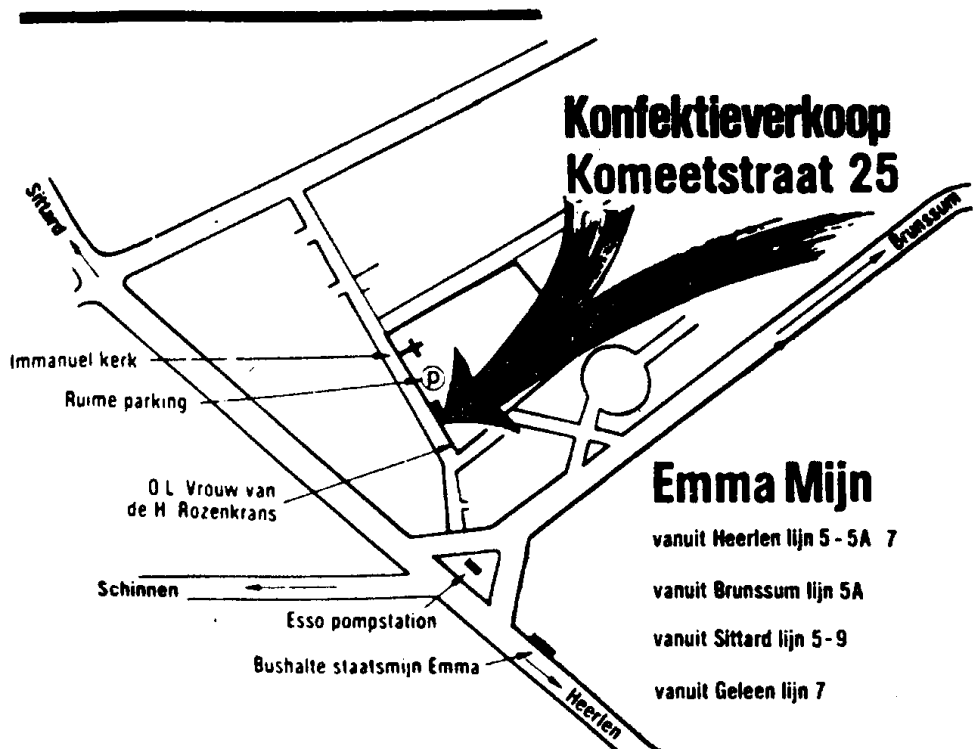 Konfektieverkoop
Komeetstraat 25
Sittard
Brunssum
Immanuel kerk
P
Ruime parking
O L Vrouw van
de H Rozenkrans
Emma Mijn
vanuit Heerlen lijn 5 - 5A 7
vanuit Brunssum lijn 5A
vanuit Sittard lijn 5 - 9
vanuit Geleen lijn 7
Schinnen
Esso pompstation
Bushalte staatsmijn Emma
Heerlen